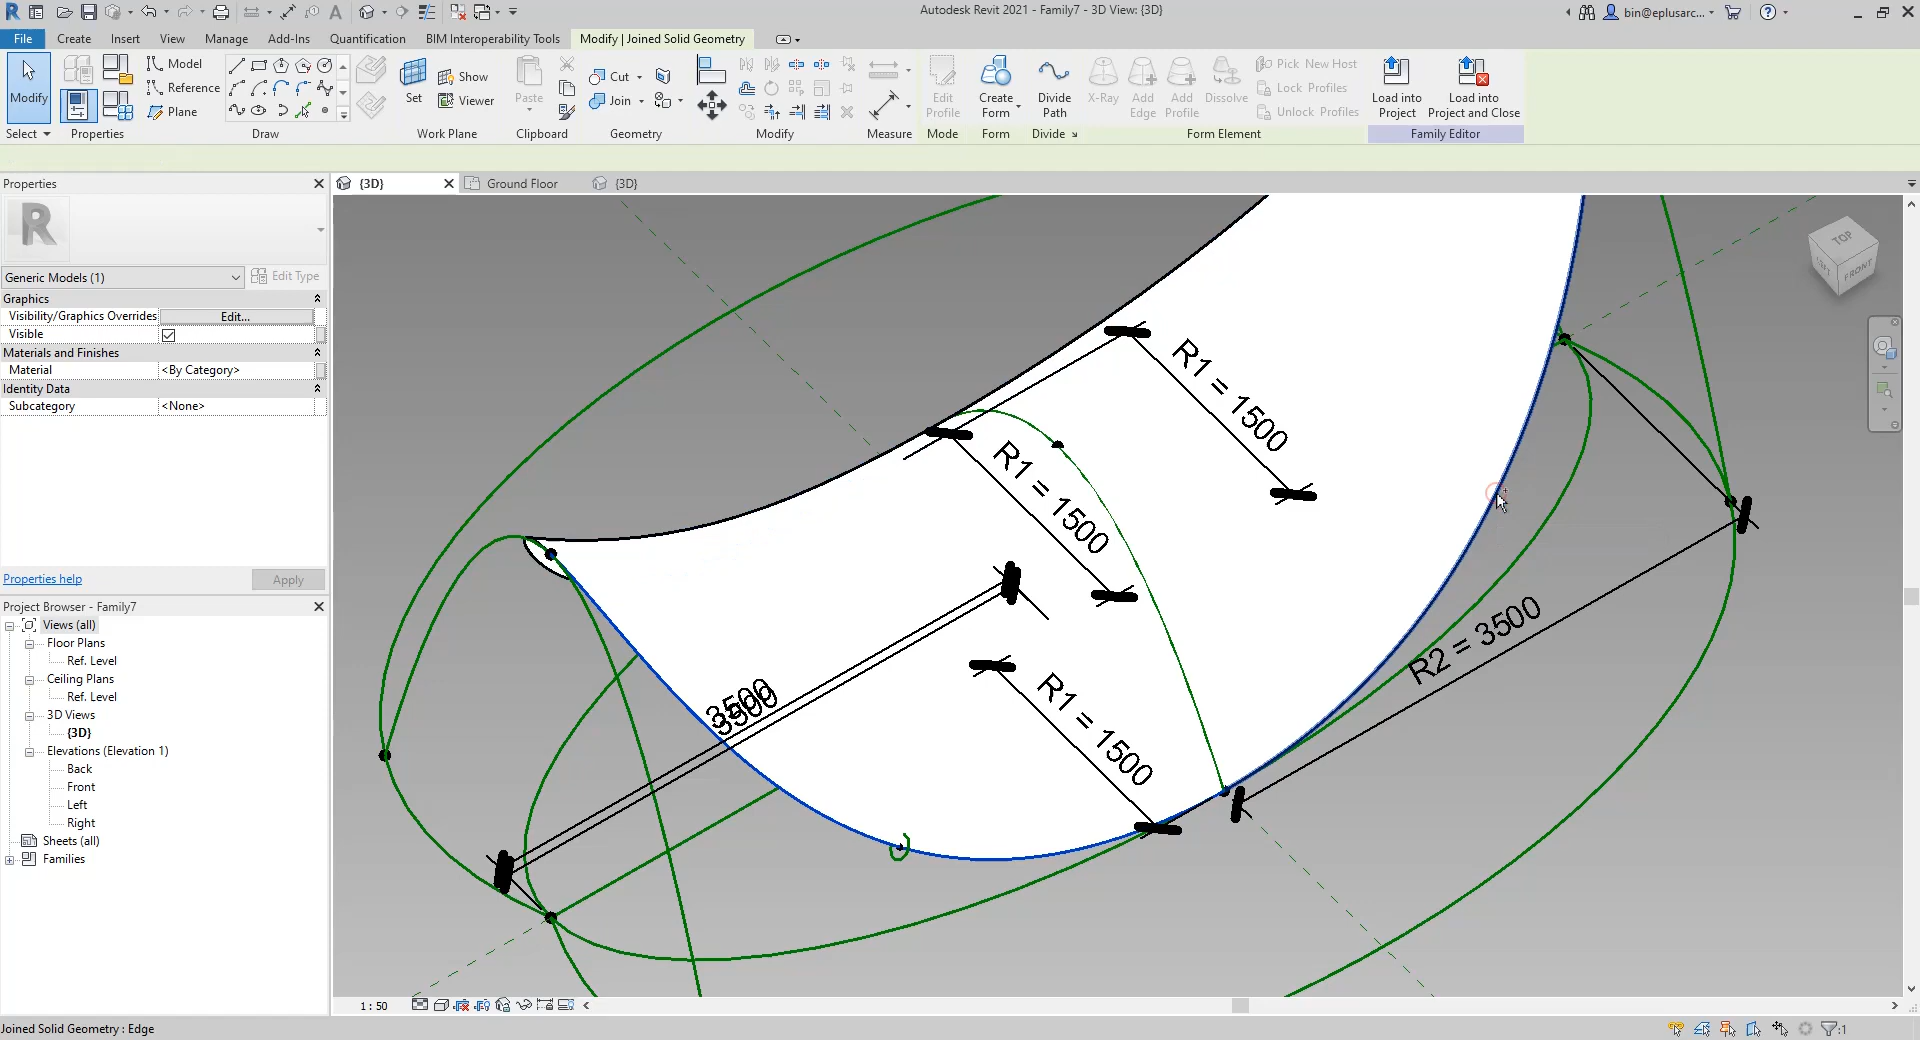 Autodesk Revit 2021 - Family7 - 3D View: {3D}
bin@eplusarc...
File Create Insert View Manage Add-Ins Quantification BIM Interoperability Tools Modify | Joined Solid Geometry
Modify
Select
Properties
Model
Reference
Plane
Draw
Set
Show
Viewer
Work Plane
Paste
Clipboard
Cut
Join
Geometry
Modify
Measure
Edit
Profile
Mode
Create
Form
Form
Divide
Path
Divide
X-Ray
Add
Edge
Add
Profile
Dissolve
Pick New Host
Lock Profiles
Unlock Profiles
Form Element
Load into
Project
Load into
Project and Close
Family Editor
Properties
{3D}
Ground Floor
{3D}
R
Generic Models (1)
Edit Type
Graphics
Visibility/Graphics Overrides
Edit...
Visible
Materials and Finishes
Material
<By Category>
Identity Data
Subcategory
<None>
Properties help
Apply
Project Browser - Family7
Views (all)
Floor Plans
Ref. Level
Ceiling Plans
Ref. Level
3D Views
{3D}
Elevations (Elevation 1)
Back
Front
Left
Right
Sheets (all)
Families
TOP
LEFT
FRONT
R1 = 1500
R1 = 1500
R1 = 1500
3500
3500
R2 = 3500
1 : 50
Joined Solid Geometry : Edge
:1